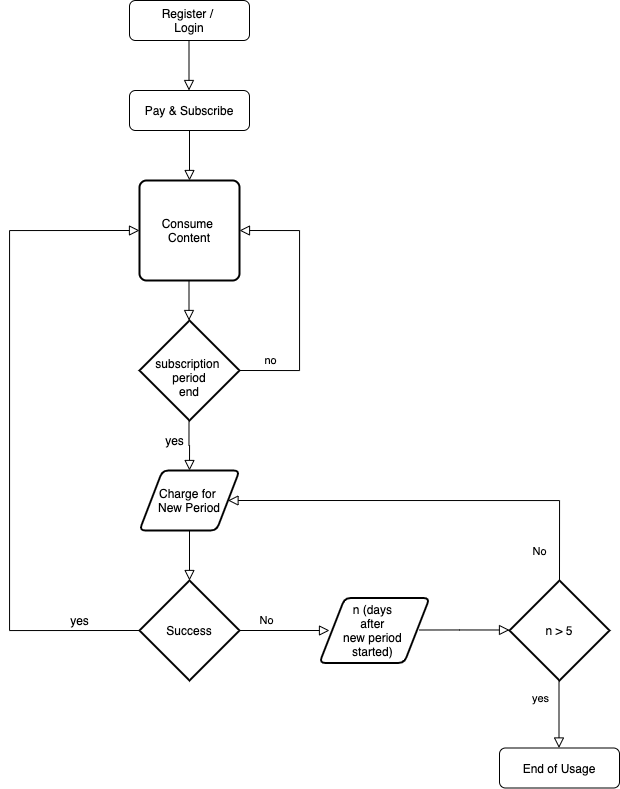 Register /
Login
Pay & Subscribe
Consume
Content
subscription
period
end
no
yes
Charge for
New Period
No
Success
yes
No
n (days
after
new period
started)
n > 5
yes
End of Usage